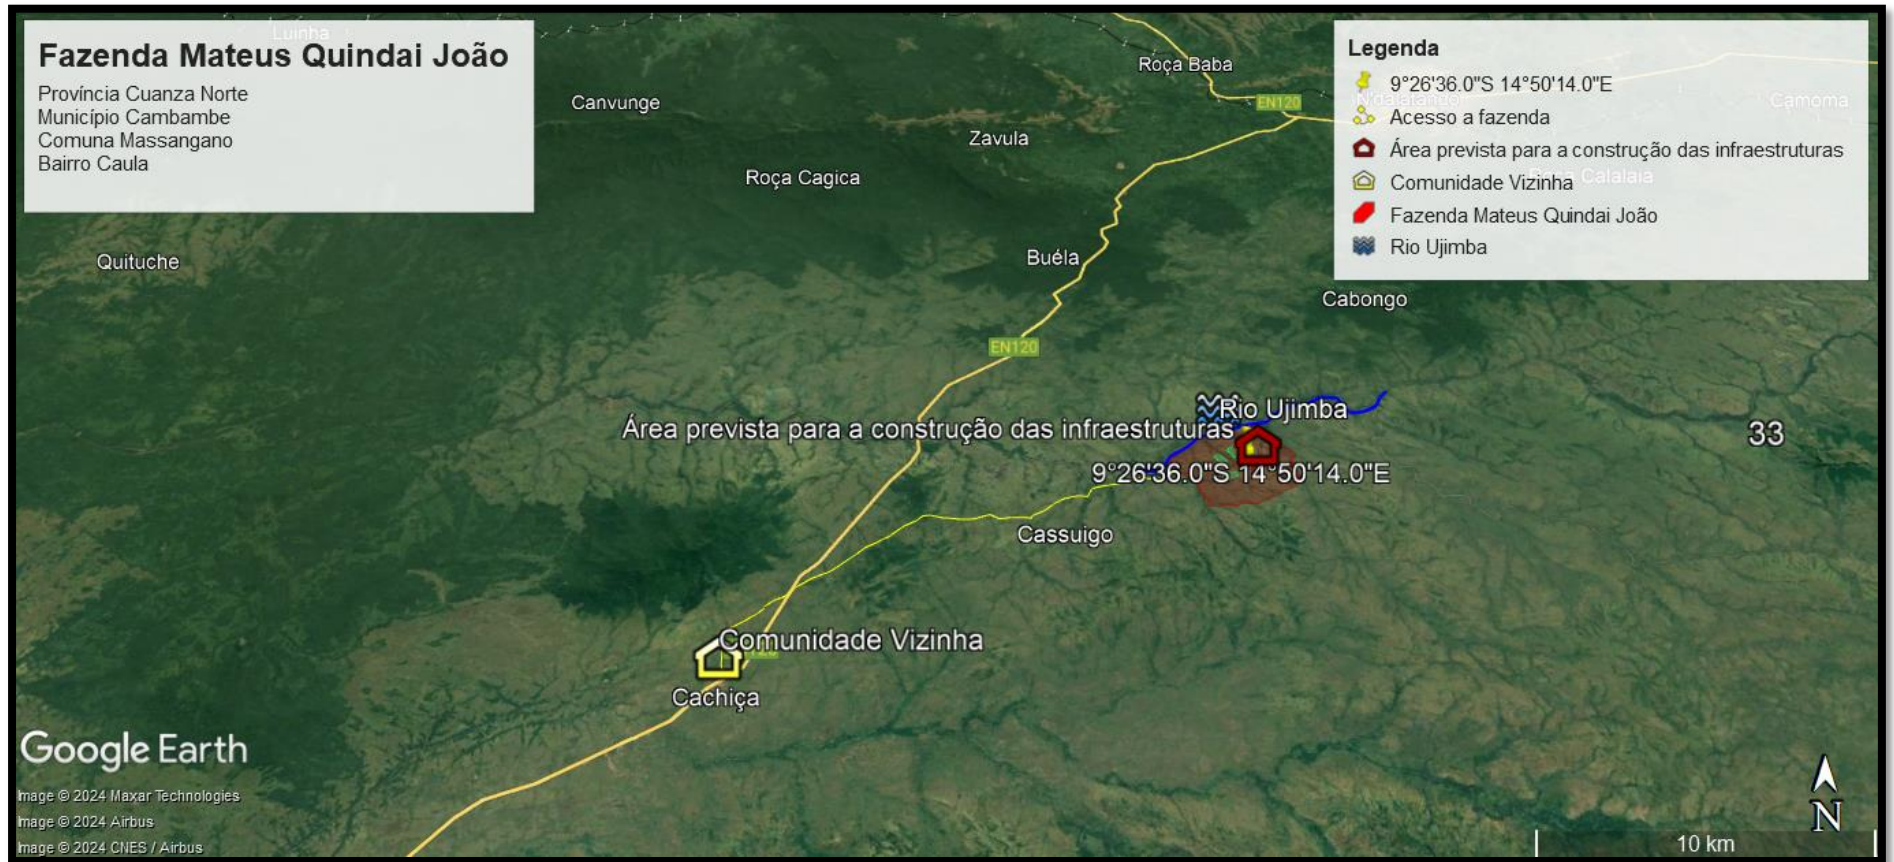 Luinha
Fazenda Mateus Quindai João
Província Cuanza Norte
Município Cambambe
Comuna Massangano
Bairro Caula
Legenda
9°26'36.0"S 14°50'14.0"E
Acesso a fazenda
Área prevista para a construção das infraestruturas
Comunidade Vizinha
Fazenda Mateus Quindai João
Rio Ujimba
Roça Baba
Canvunge
EN120
N'dalatando
Camoma
Zavula
Roça Cagica
Calalaia
Quituche
Buéla
Cabongo
EN120
Rio Ujimba
Área prevista para a construção das infraestruturas
33
9°26'36.0"S 14°50'14.0"E
Cassuigo
Comunidade Vizinha
Cachiça
Google Earth
Image © 2024 Maxar Technologies
Image © 2024 Airbus
Image © 2024 CNES / Airbus
N
10 km